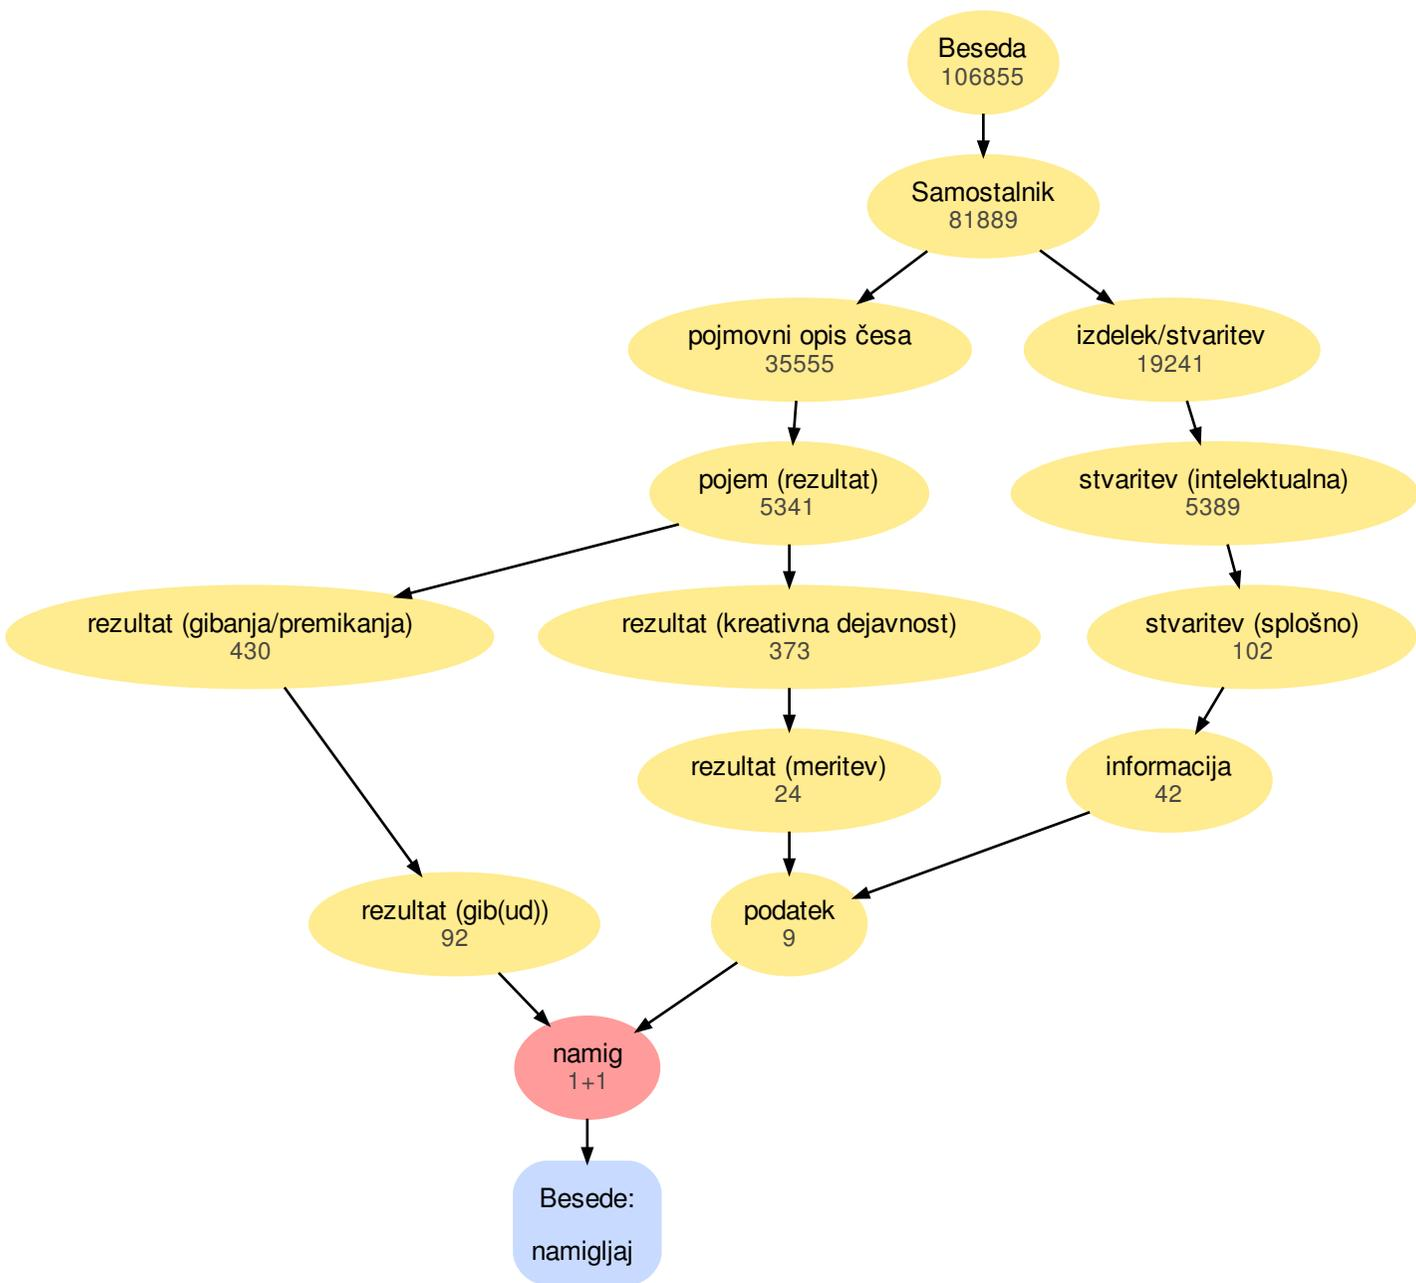 Beseda
106855
Samostalnik
81889
pojmovni opis česa
35555
izdelek/stvaritev
19241
pojem (rezultat)
5341
stvaritev (intelektualna)
5389
rezultat (gibanja/premikanja)
430
rezultat (kreativna dejavnost)
373
stvaritev (splošno)
102
rezultat (meritev)
24
informacija
42
rezultat (gib(ud))
92
podatek
9
namig
1+1
Besede:
namigljaj